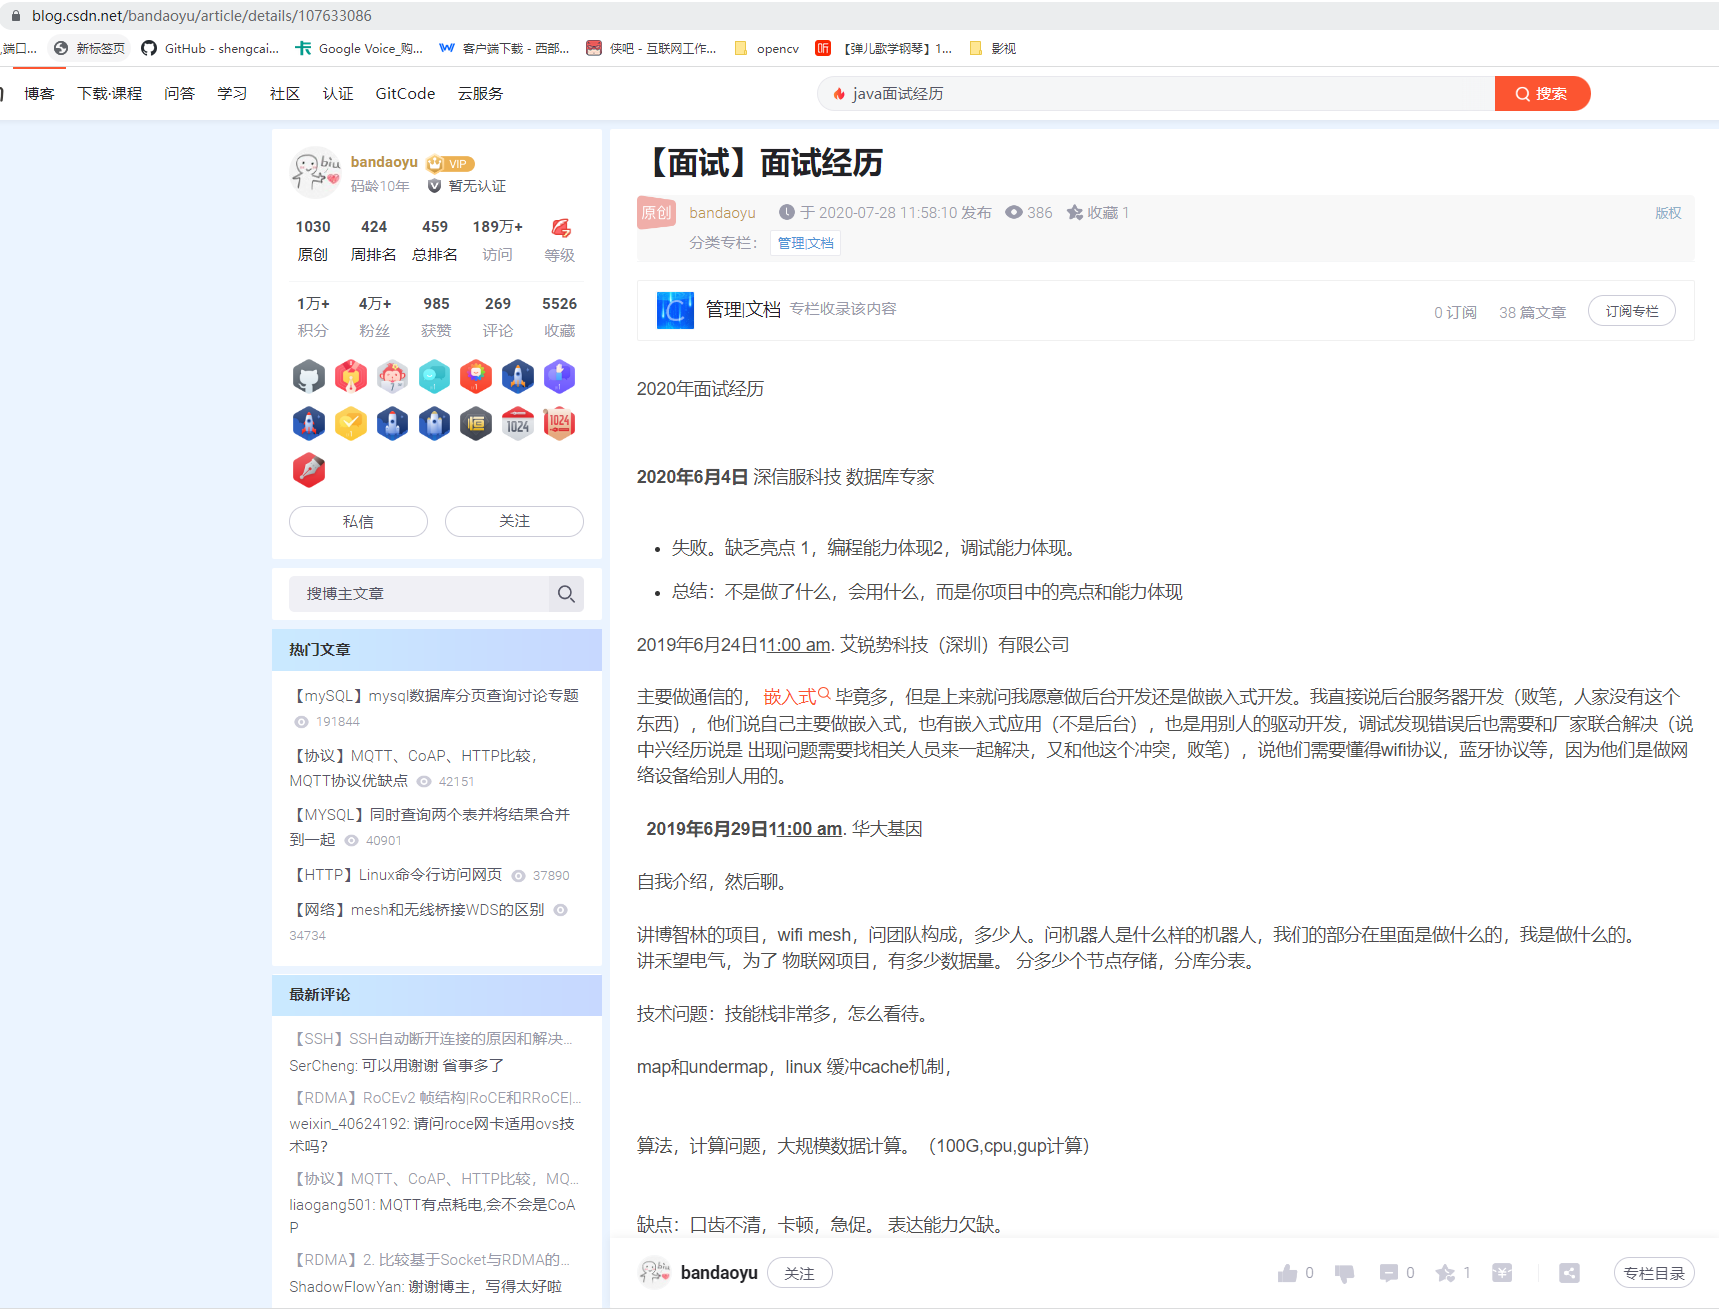 blog.csdn.net/bandaoyu/article/details/107633086
,端口... 新标签页 GitHub - shengcai... Google Voice_购... 客户端下载 - 西部... 侠吧 - 互联网工作... opencv 【弹儿歌学钢琴】1... 影视
博客 下载·课程 问答 学习 社区 认证 GitCode 云服务 java面试经历 搜索
bandaoyu VIP
码龄10年 暂无认证
1030 424 459 189万+
原创 周排名 总排名 访问 等级
1万+ 4万+ 985 269 5526
积分 粉丝 获赞 评论 收藏
1024 1024
私信 关注
搜博主文章
热门文章
【mySQL】mysql数据库分页查询讨论专题
191844
【协议】MQTT、CoAP、HTTP比较，
MQTT协议优缺点 42151
【MYSQL】同时查询两个表并将结果合并
到一起 40901
【HTTP】Linux命令行访问网页 37890
【网络】mesh和无线桥接WDS的区别
34734
最新评论
【SSH】SSH自动断开连接的原因和解决...
SerCheng: 可以用谢谢 省事多了
【RDMA】RoCEv2 帧结构|RoCE和RRoCE|...
weixin_40624192: 请问roce网卡适用ovs技
术吗?
【协议】MQTT、CoAP、HTTP比较，MQ...
liaogang501: MQTT有点耗电,会不会是CoA
P
【RDMA】2. 比较基于Socket与RDMA的...
ShadowFlowYan: 谢谢博主，写得太好啦
【面试】面试经历
原创 bandaoyu 于 2020-07-28 11:58:10 发布 386 收藏 1 版权
分类专栏： 管理|文档
管理|文档 专栏收录该内容 0 订阅 38 篇文章 订阅专栏
2020年面试经历
2020年6月4日 深信服科技 数据库专家
• 失败。缺乏亮点 1，编程能力体现2，调试能力体现。
• 总结：不是做了什么，会用什么，而是你项目中的亮点和能力体现
2019年6月24日11:00 am. 艾锐势科技（深圳）有限公司
主要做通信的， 嵌入式 毕竟多，但是上来就问我愿意做后台开发还是做嵌入式开发。我直接说后台服务器开发（败笔，人家没有这个
东西），他们说自己主要做嵌入式，也有嵌入式应用（不是后台），也是用别人的驱动开发，调试发现错误后也需要和厂家联合解决（说
中兴经历说是 出现问题需要找相关人员来一起解决，又和他这个冲突，败笔），说他们需要懂得wifi协议，蓝牙协议等，因为他们是做网
络设备给别人用的。
2019年6月29日11:00 am. 华大基因
自我介绍，然后聊。
讲博智林的项目，wifi mesh，问团队构成，多少人。问机器人是什么样的机器人，我们的部分在里面是做什么的，我是做什么的。
讲禾望电气，为了 物联网项目，有多少数据量。 分多少个节点存储，分库分表。
技术问题：技能栈非常多，怎么看待。
map和undermap，linux 缓冲cache机制，
算法，计算问题，大规模数据计算。（100G,cpu,gup计算）
缺点：口齿不清，卡顿，急促。 表达能力欠缺。
bandaoyu 关注 0 0 1 专栏目录